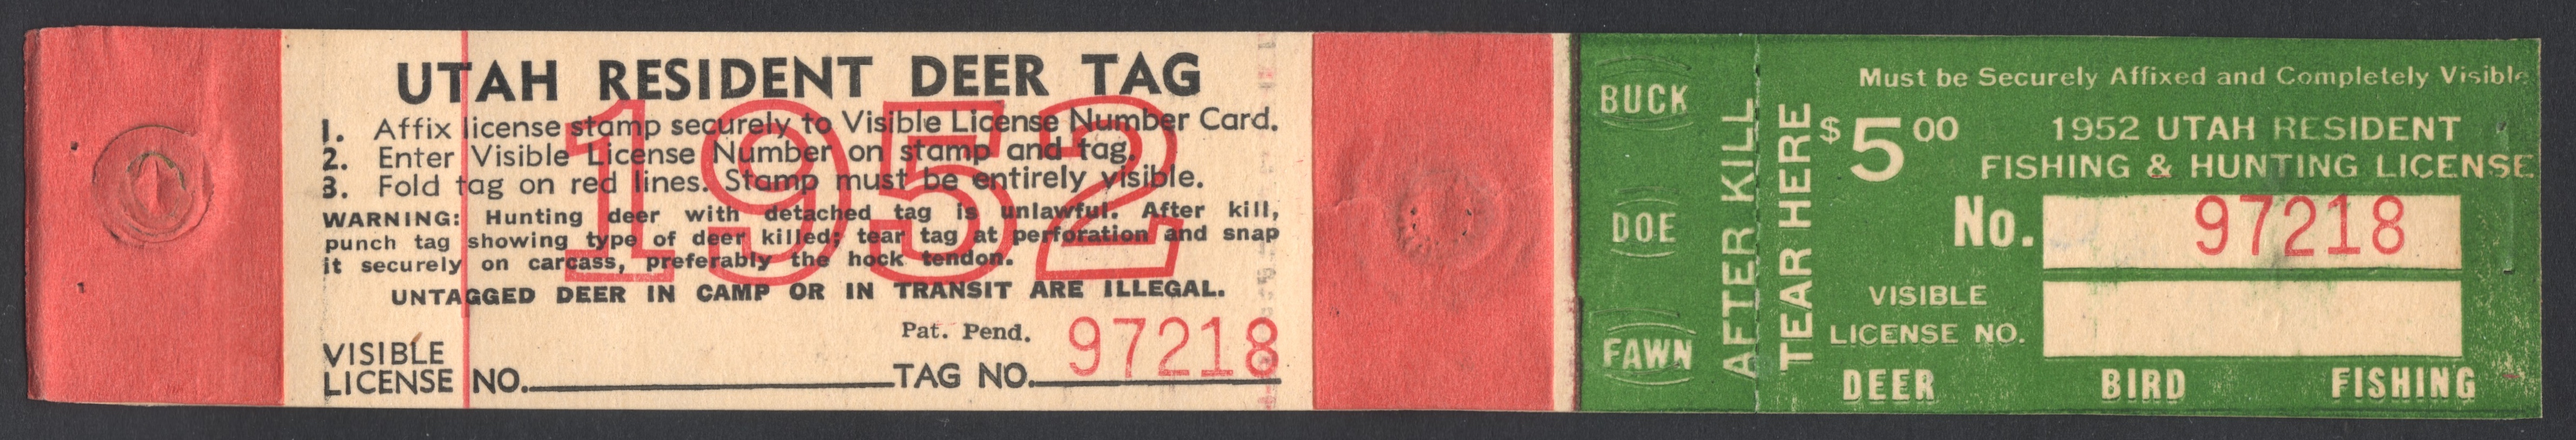 UTAH RESIDENT DEER TAG
1952
1. Affix license stamp securely to Visible License Number Card.
2. Enter Visible License Number on stamp and tag.
3. Fold tag on red lines. Stamp must be entirely visible.
WARNING: Hunting deer with detached tag is unlawful. After kill,
punch tag showing type of deer killed; tear tag at perforation and snap
it securely on carcass, preferably the hock tendon.
UNTAGGED DEER IN CAMP OR IN TRANSIT ARE ILLEGAL.
Pat. Pend.
VISIBLE
LICENSE NO. TAG NO. 97218
BUCK
DOE
FAWN
AFTER KILL
TEAR HERE
Must be Securely Affixed and Completely Visible
$500
1952 UTAH RESIDENT
FISHING & HUNTING LICENSE
No. 97218
VISIBLE
LICENSE NO.
DEER BIRD FISHING